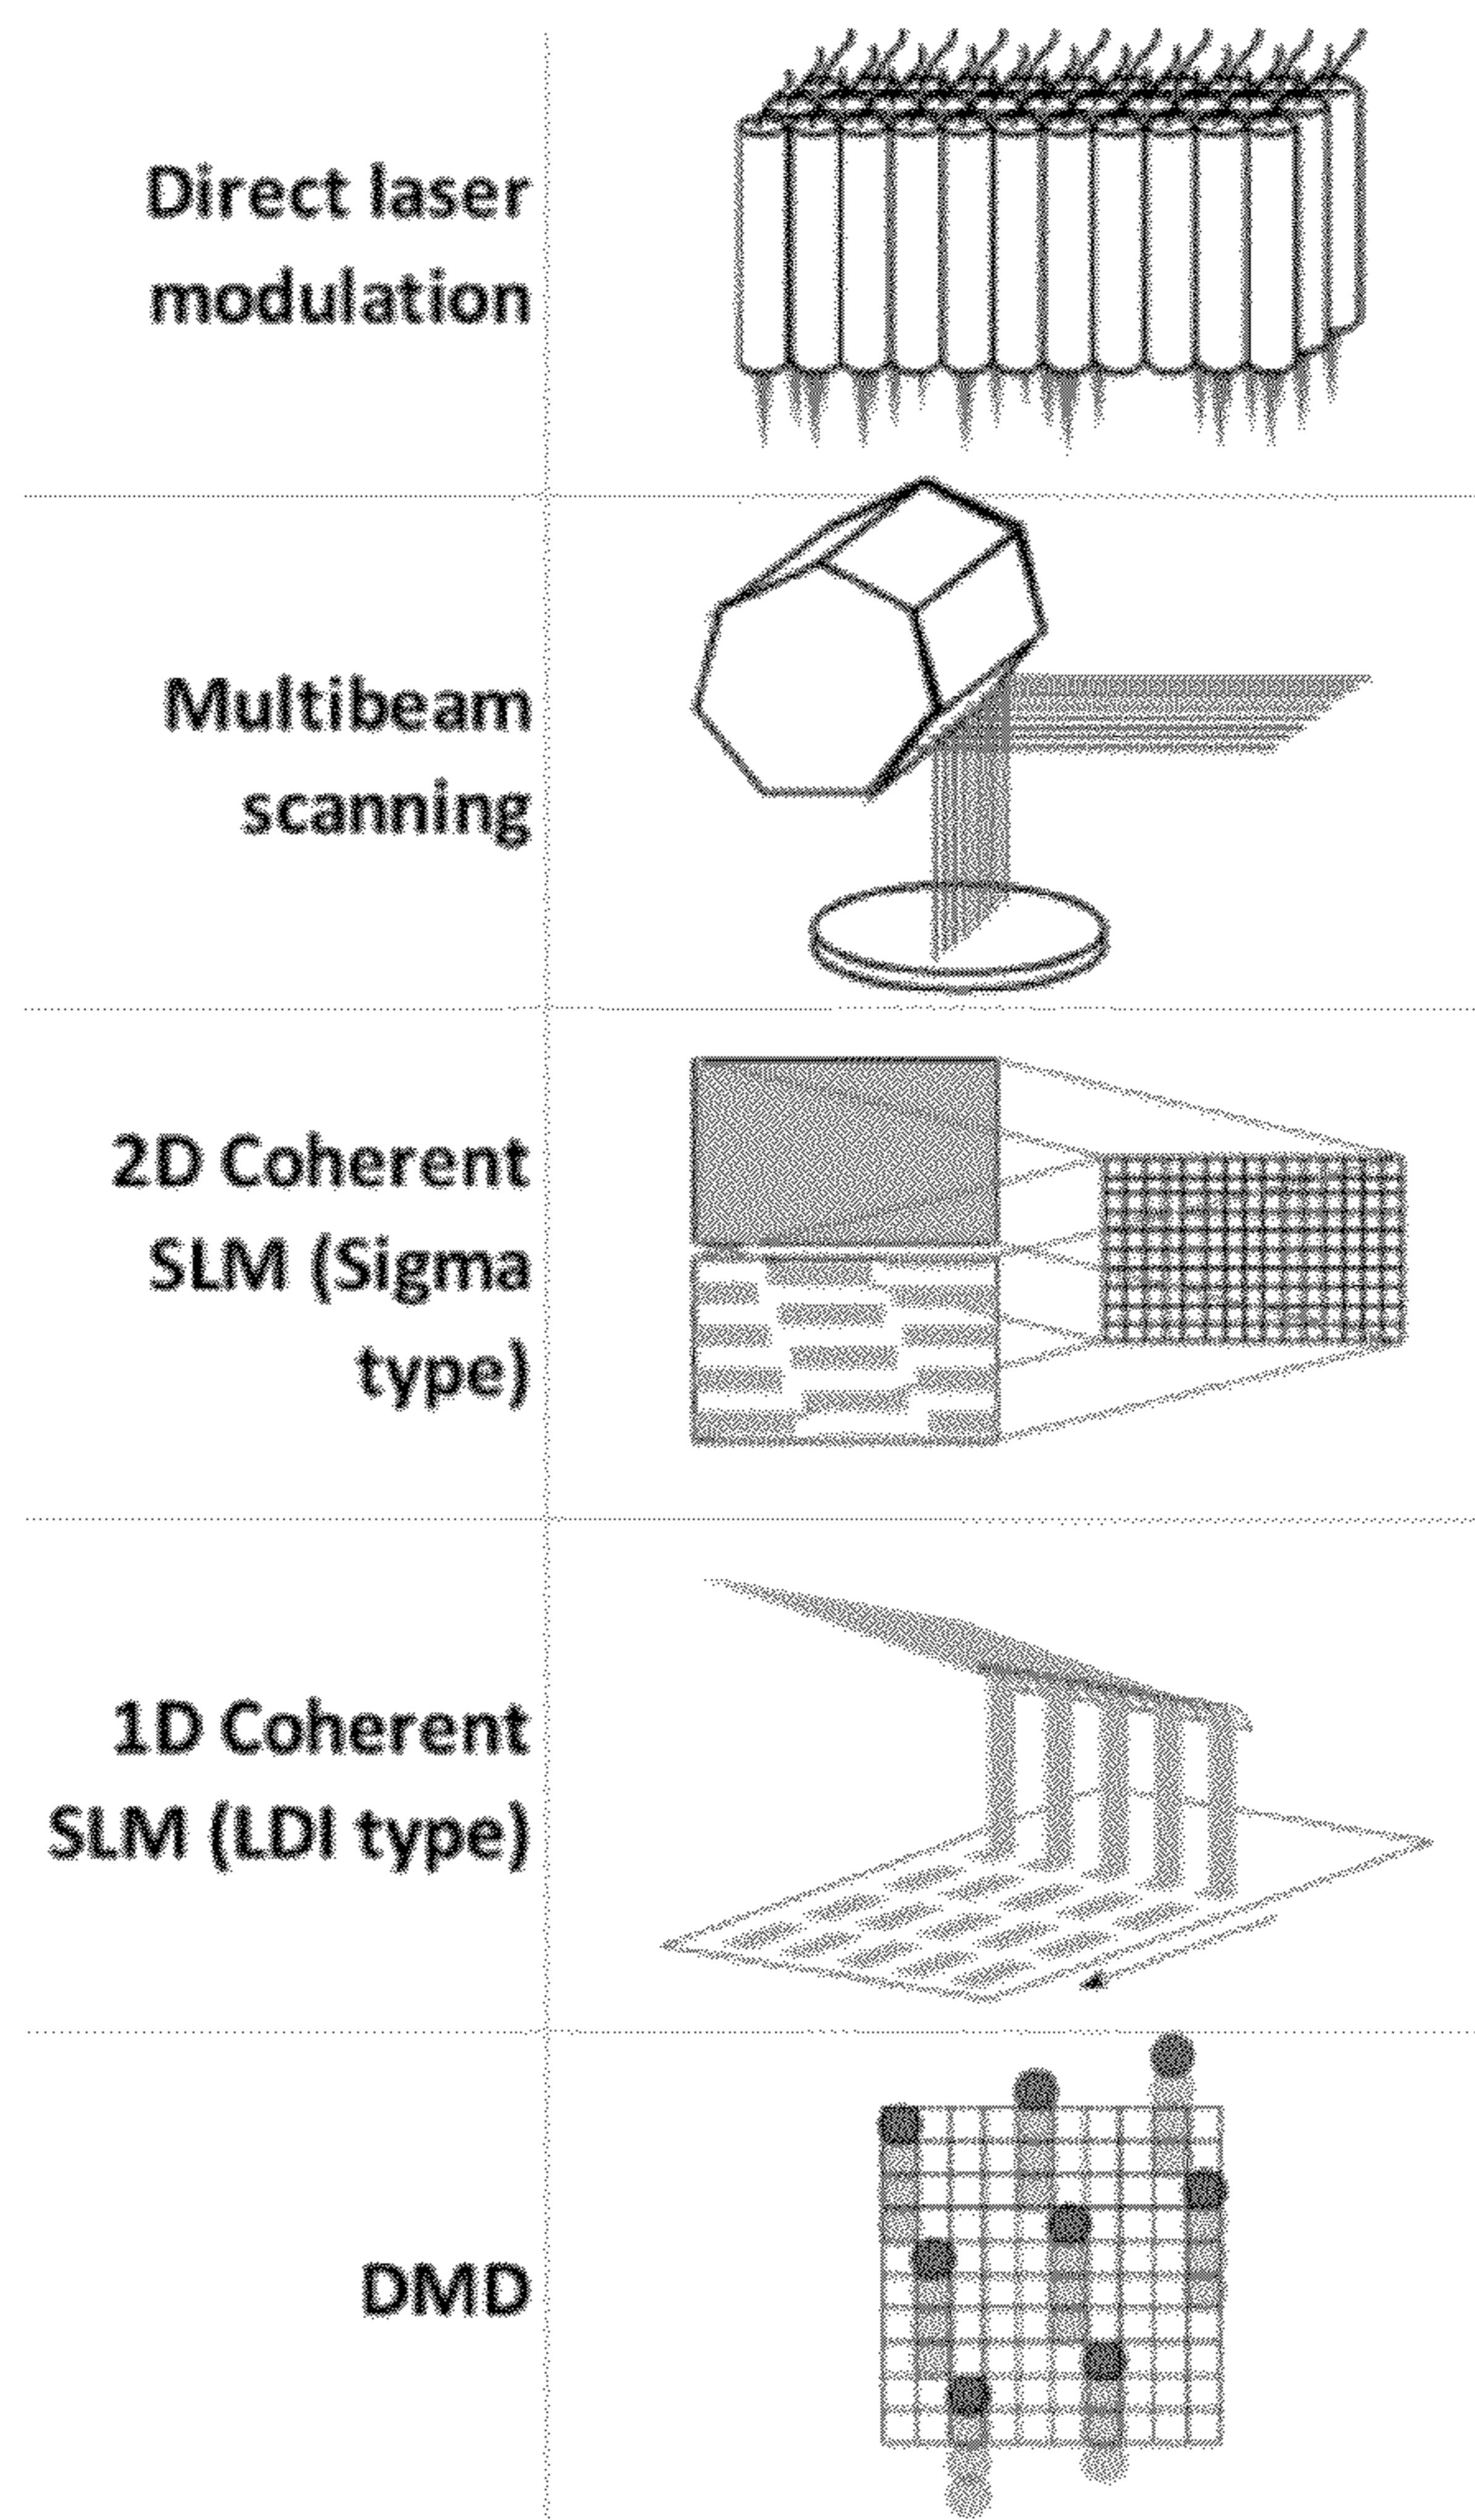 Direct laser
modulation
Multibeam
scanning
2D Coherent
SLM (Sigma
type)
1D Coherent
SLM (LDI type)
DMD